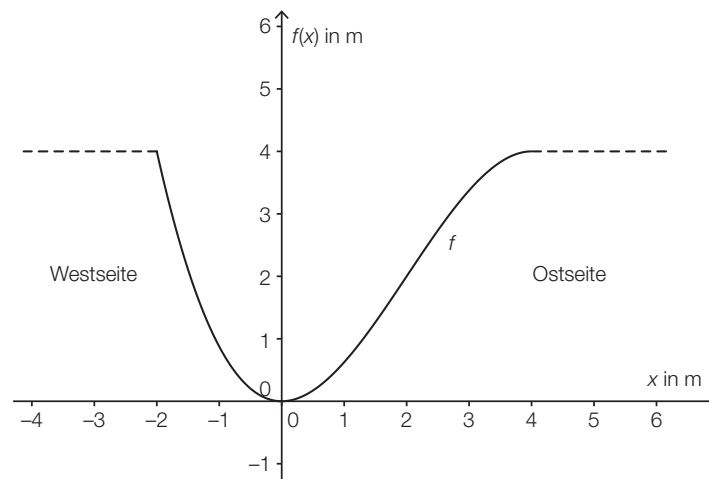 6
f(x) in m
5
4
3
f
Westseite
2
Ostseite
1
0
x in m
–4 –3 –2 –1 0 1 2 3 4 5 6
–1